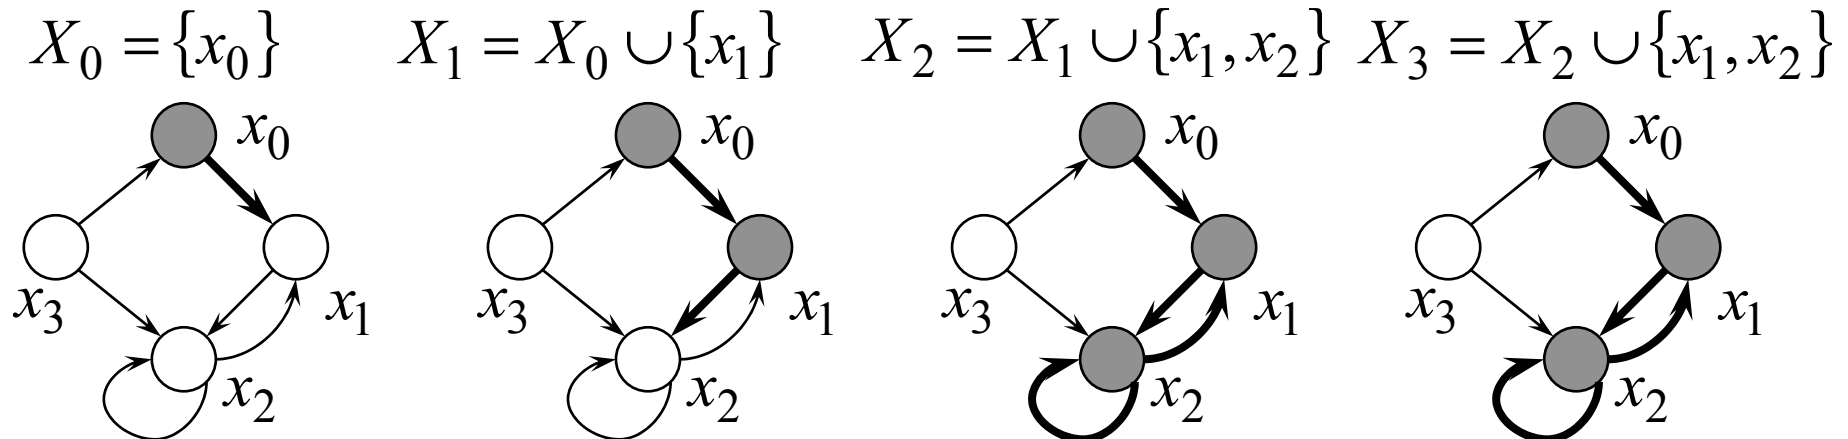 X₀ = {x₀} X₁ = X₀ ∪ {x₁} X₂ = X₁ ∪ {x₁, x₂} X₃ = X₂ ∪ {x₁, x₂}
x₀ x₀ x₀ x₀
x₃ x₁ x₃ x₁ x₃ x₁ x₃ x₁
x₂ x₂ x₂ x₂